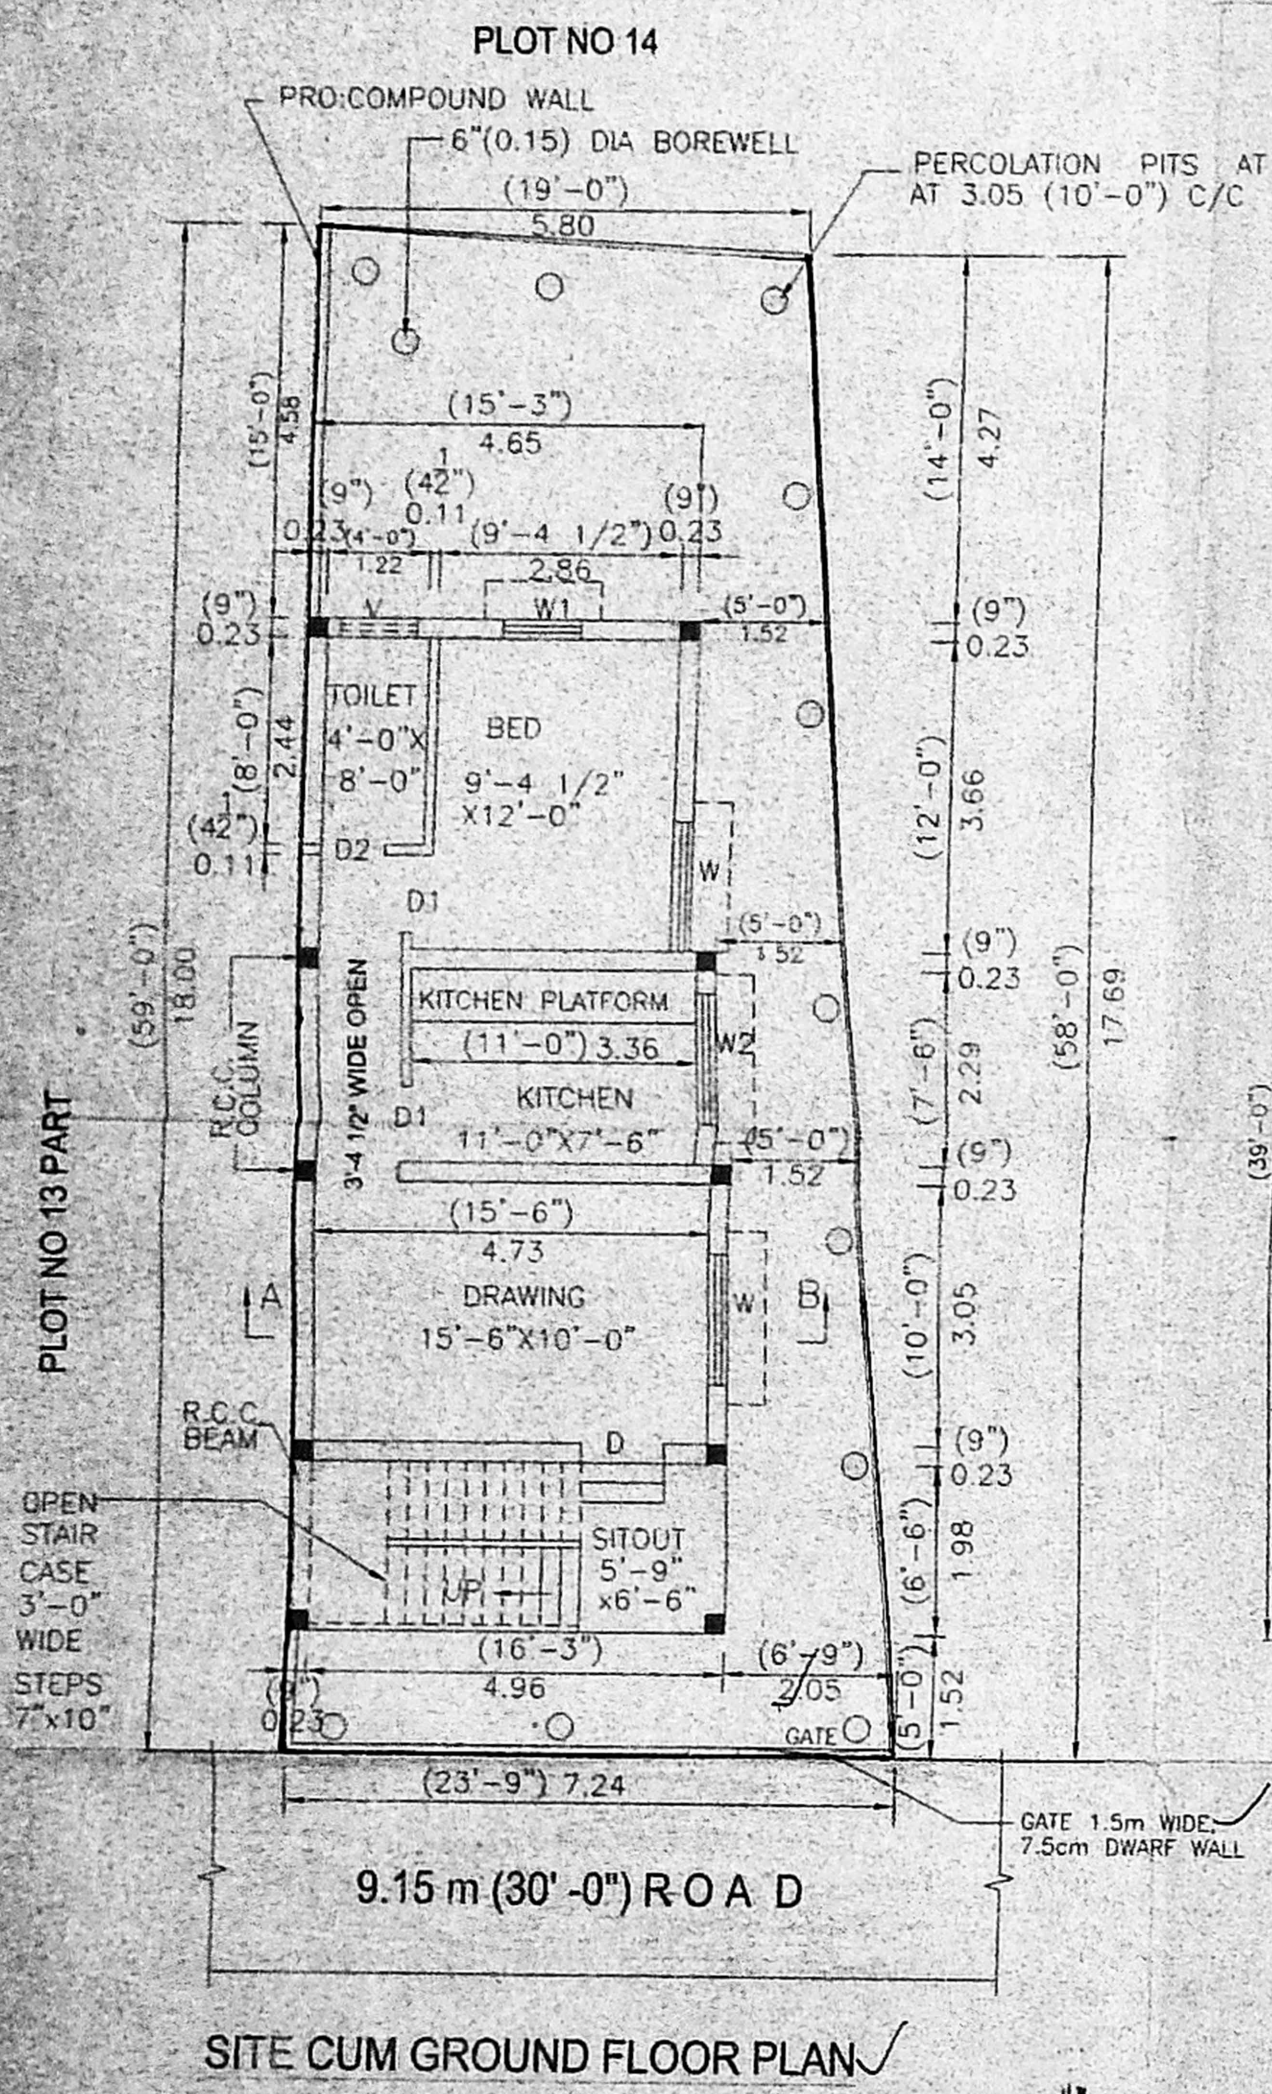 PLOT NO 14
PRO:COMPOUND WALL
6"(0.15) DIA BOREWELL
PERCOLATION PITS AT
AT 3.05 (10'-0") C/C
(19'-0")
5.80
(15'-0")
4.58
(14'-0")
4.27
(15'-3")
4.65
(9")
0.23
(4'-0")
1.22
(4 1/2")
0.11
(9'-4 1/2")
2.86
(9")
0.23
V
W1
(5'-0")
1.52
(9")
0.23
(9")
0.23
TOILET
4'-0"X
8'-0"
BED
9'-4 1/2"
X12'-0"
(8'-0")
2.44
(12'-0")
3.66
(4 1/2")
0.11
D2
W
D1
(5'-0")
1.52
(9")
0.23
(59'-0")
18.00
(58'-0")
17.69
R.C.C.
COLUMN
3'-4 1/2" WIDE OPEN
KITCHEN PLATFORM
(11'-0") 3.36
W2
KITCHEN
11'-0"X7'-6"
D1
(7'-6")
2.29
(5'-0")
1.52
(9")
0.23
(39'-0")
PLOT NO 13 PART
(15'-6")
4.73
DRAWING
15'-6"X10'-0"
A
B
W
(10'-0")
3.05
R.C.C.
BEAM
D
(9")
0.23
OPEN
STAIR
CASE
3'-0"
WIDE
STEPS
7"x10"
UP
SITOUT
5'-9"
x6'-6"
(6'-6")
1.98
(16'-3")
4.96
(6'-9")
2.05
(9")
0.23
(5'-0")
1.52
GATE
(23'-9") 7.24
GATE 1.5m WIDE,
7.5cm DWARF WALL
9.15 m (30' -0") R O A D
SITE CUM GROUND FLOOR PLAN